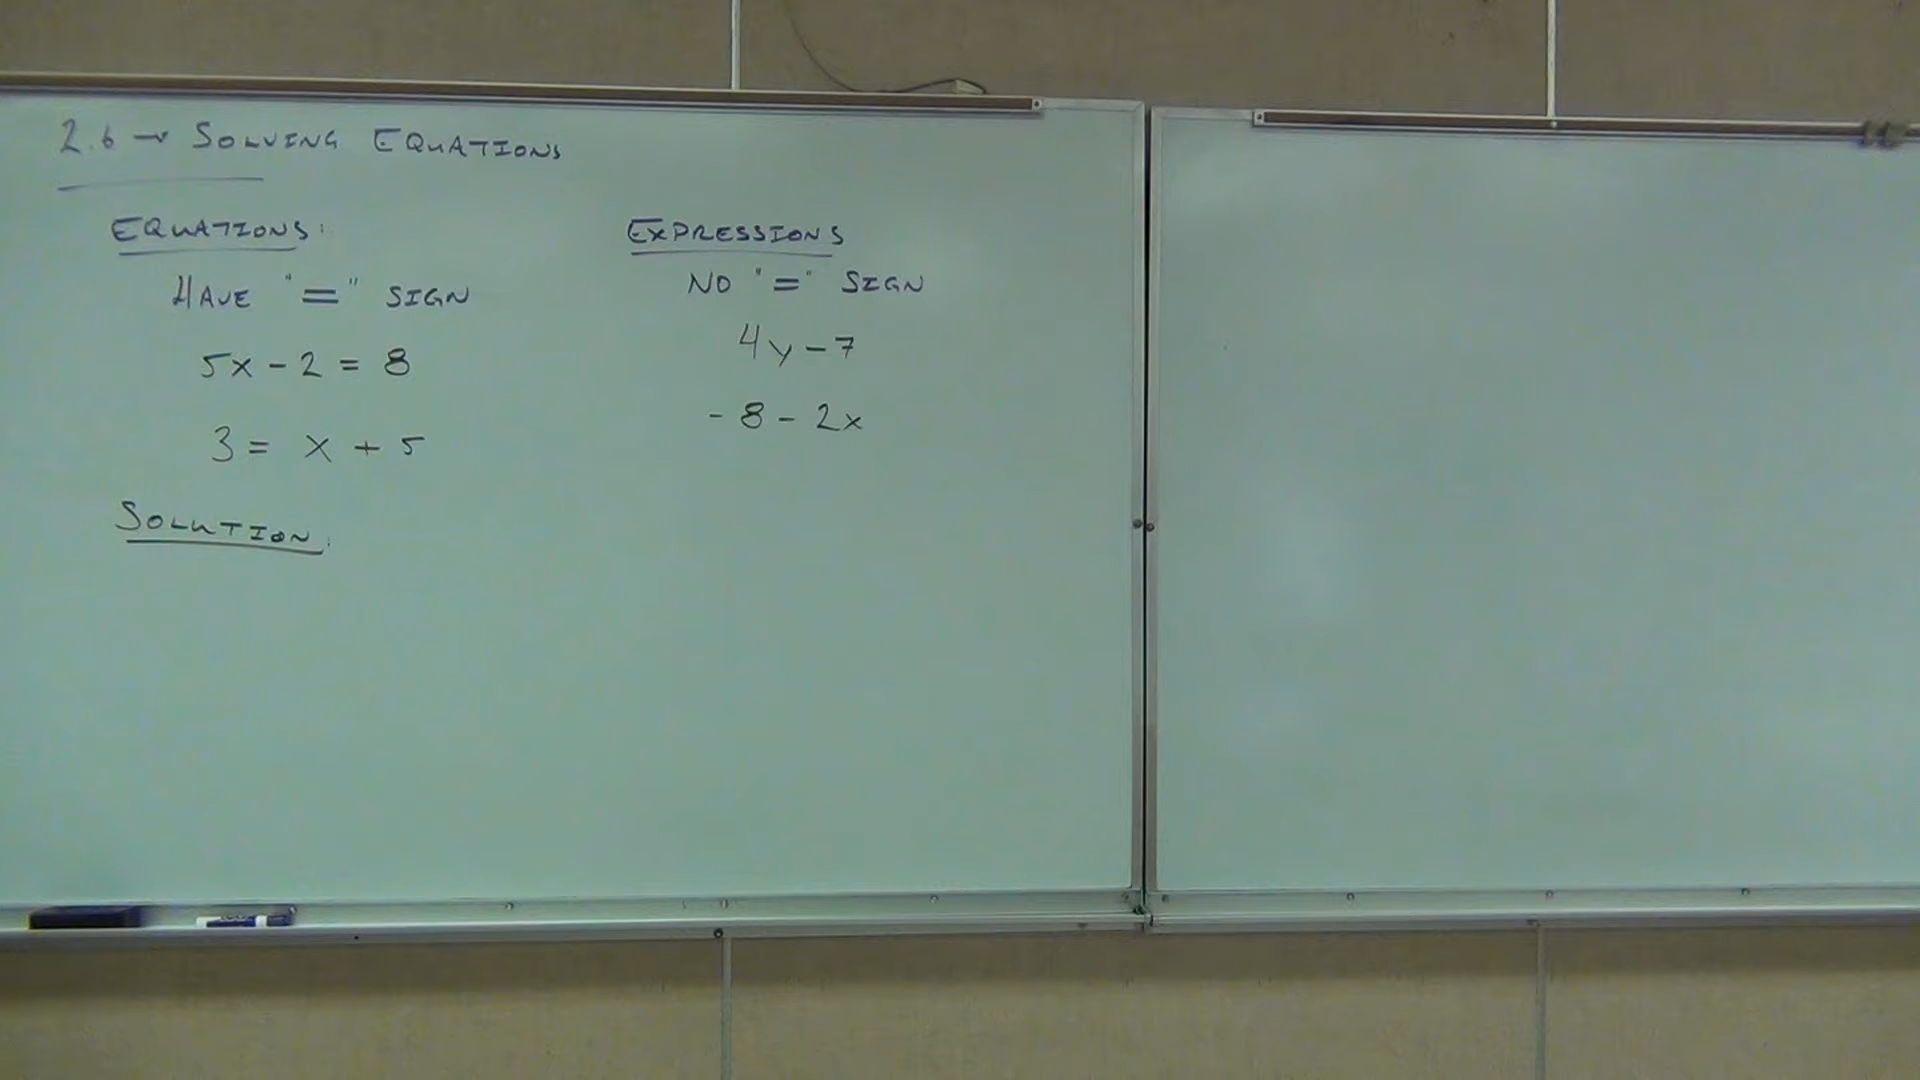 2.6 → SOLVING EQUATIONS
EQUATIONS:
HAVE "=" SIGN
5x - 2 = 8
3 = x + 5
SOLUTION:
EXPRESSIONS
NO "=" SIGN
4y - 7
- 8 - 2x